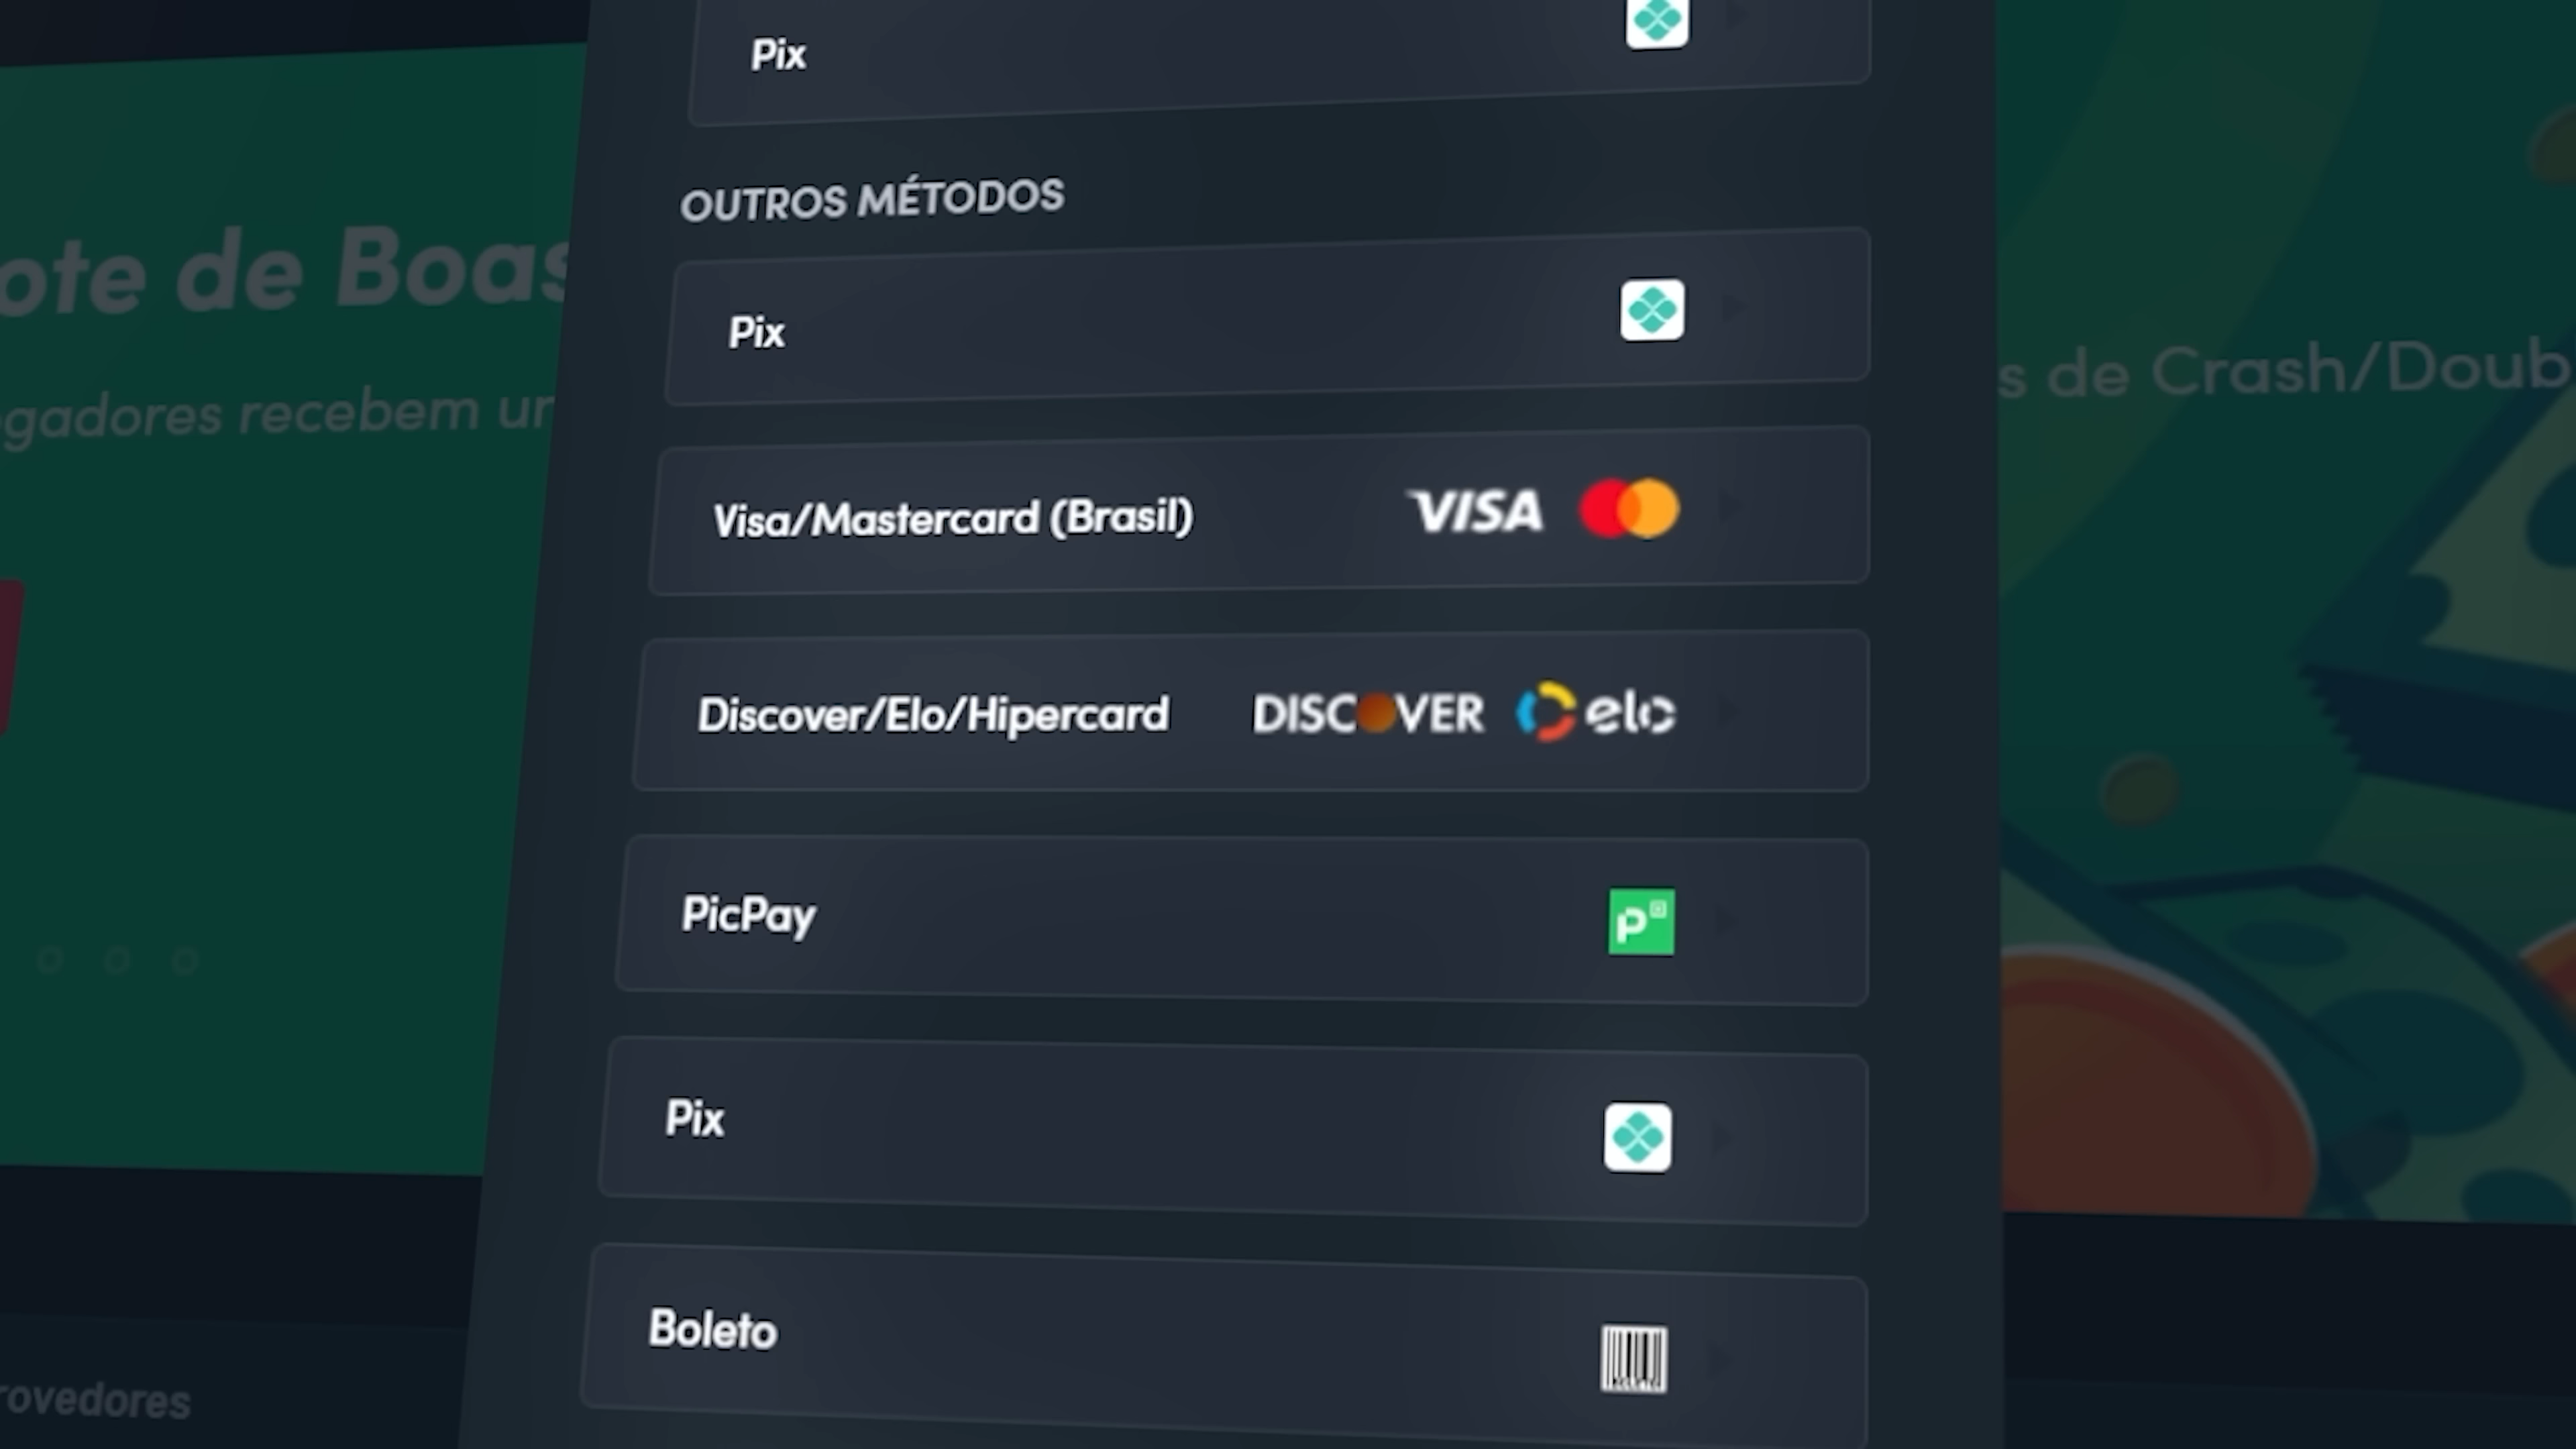 Pix
OUTROS MÉTODOS
ote de Boas
Pix
gadores recebem
s de Crash/Doub
Visa/Mastercard (Brasil)
VISA
Discover/Elo/Hipercard
DISCOVER
elo
PicPay
P
Pix
Boleto
rovedores